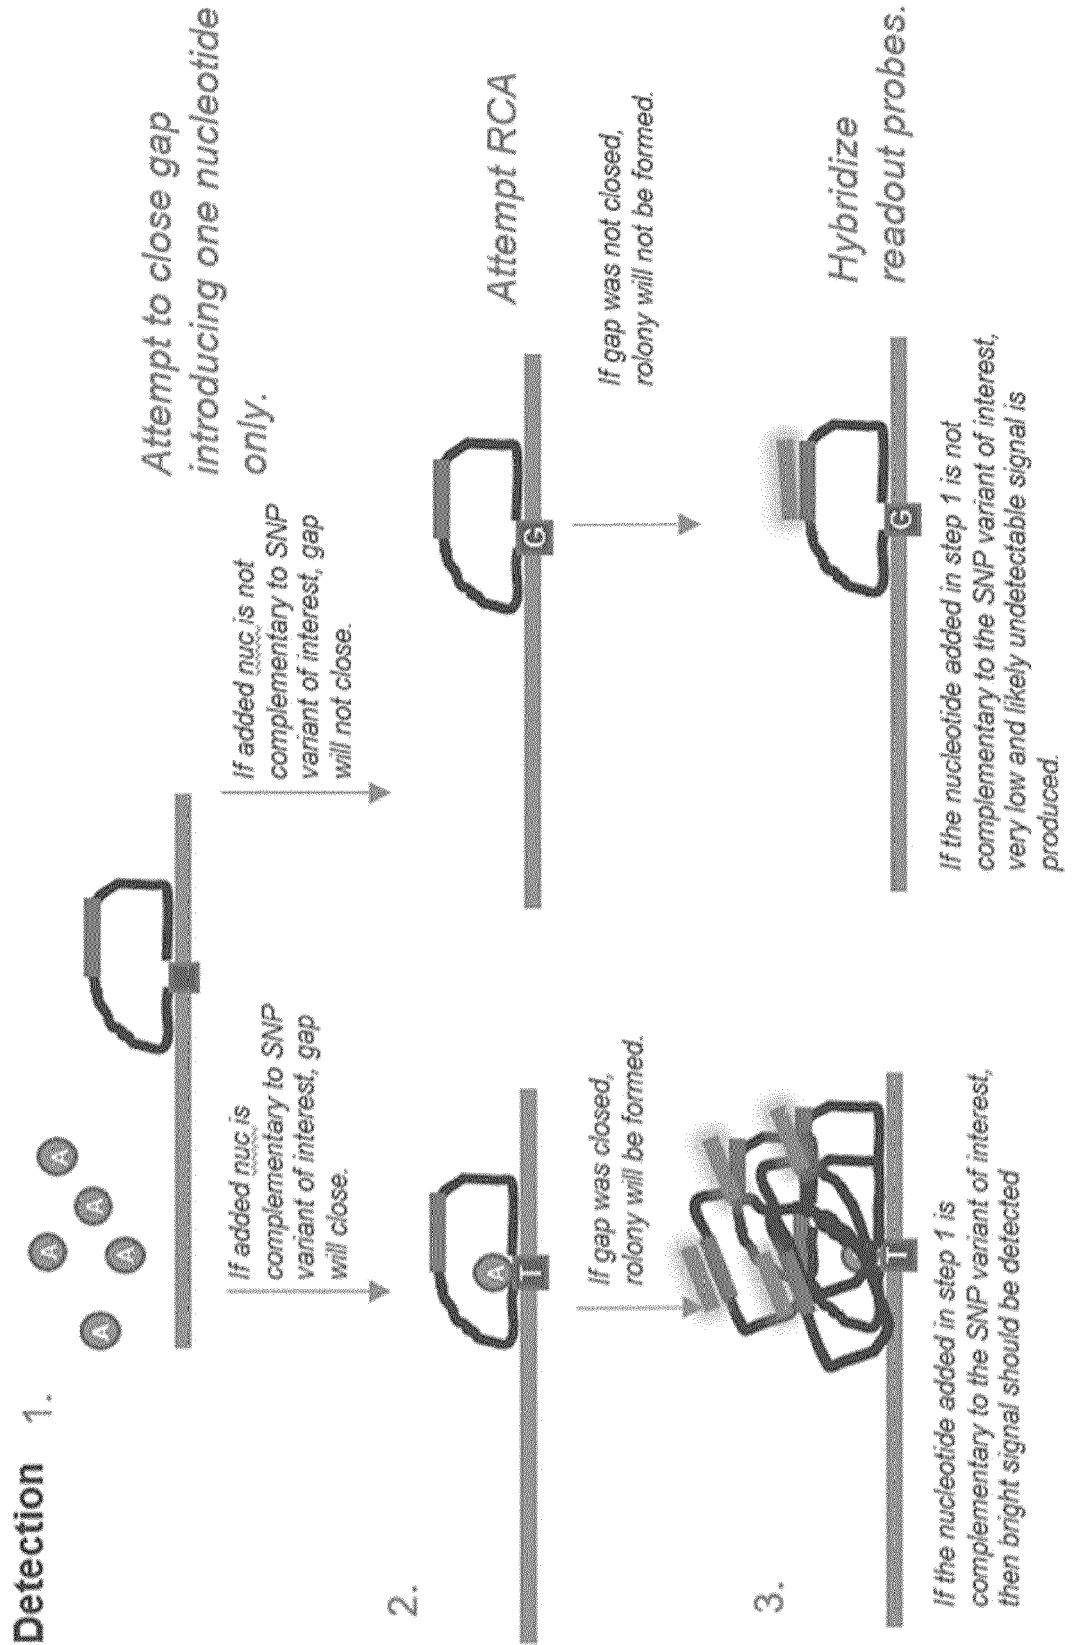 Detection
1.
A
A
A
A
A
Attempt to close gap
introducing one nucleotide
only.
If added nuc is
complementary to SNP
variant of interest, gap
will close.
If added nuc is not
complementary to SNP
variant of interest, gap
will not close.
2.
A
T
G
Attempt RCA
If gap was closed,
rolony will be formed.
If gap was not closed,
rolony will not be formed.
3.
T
G
Hybridize
readout probes.
If the nucleotide added in step 1 is
complementary to the SNP variant of interest,
then bright signal should be detected
If the nucleotide added in step 1 is not
complementary to the SNP variant of interest,
very low and likely undetectable signal is
produced.